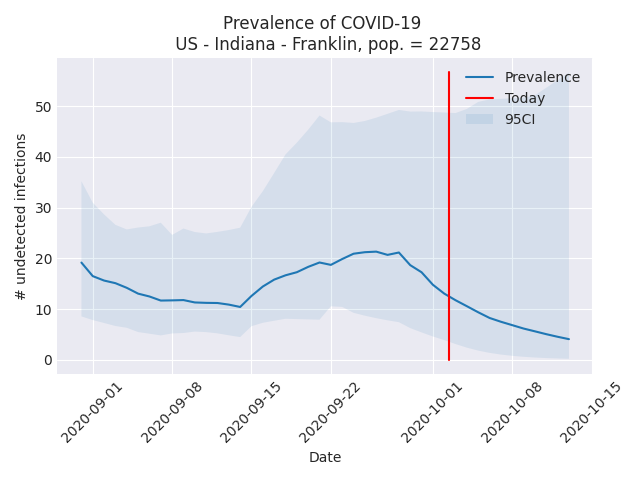 Prevalence of COVID-19
US - Indiana - Franklin, pop. = 22758
Prevalence
Today
95CI
# undetected infections
50
40
30
20
10
0
2020-09-01
2020-09-08
2020-09-15
2020-09-22
2020-10-01
2020-10-08
2020-10-15
Date